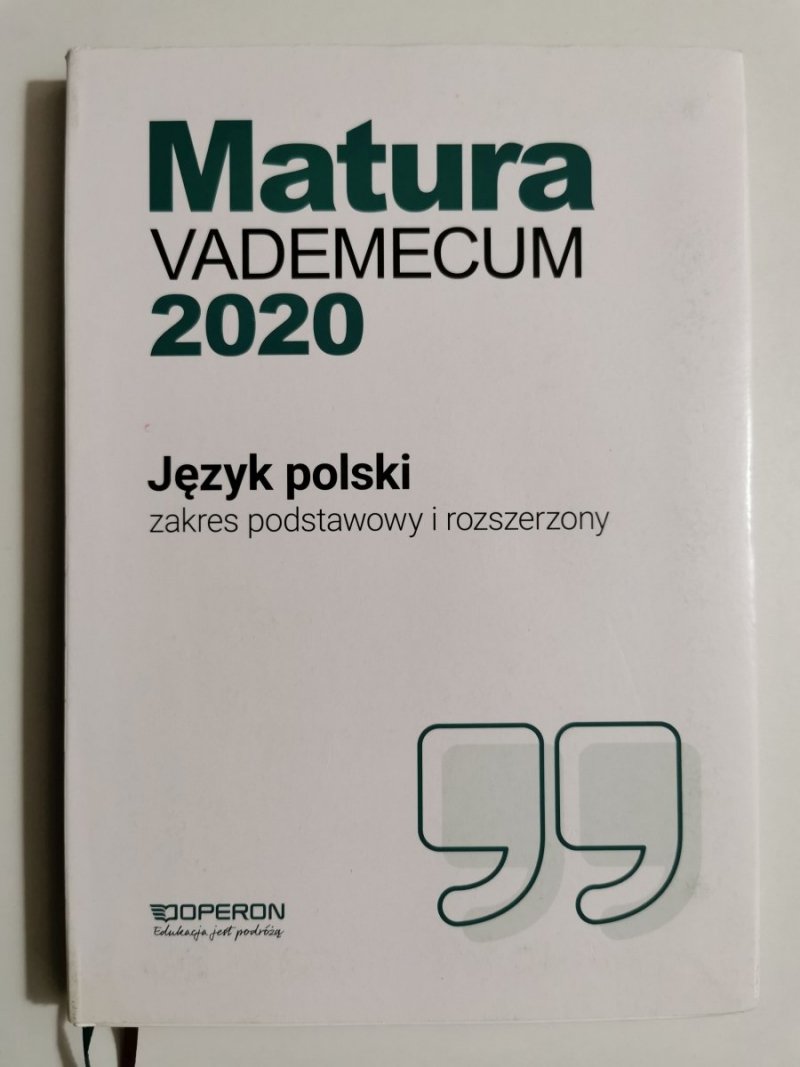 Matura
VADEMECUM
2020
Język polski
zakres podstawowy i rozszerzony
OPERON
Edukacja jest podróżą